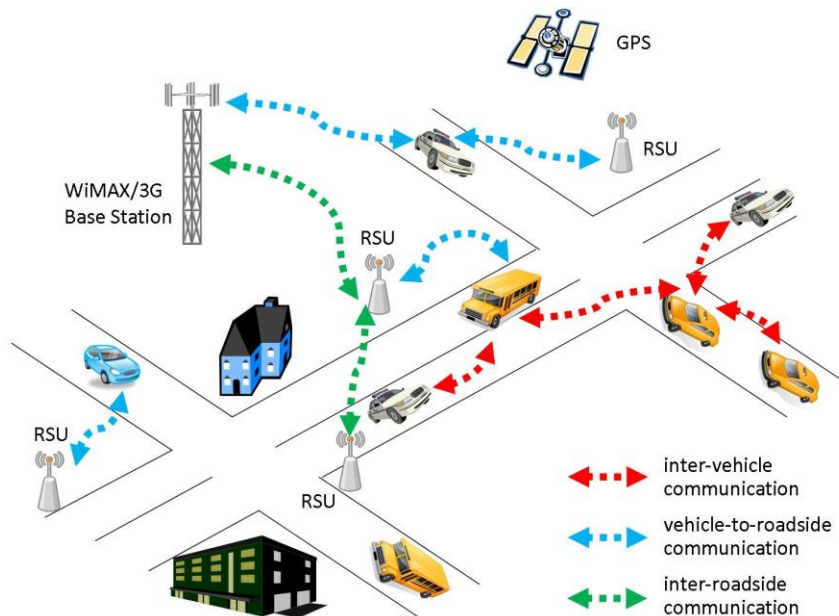 GPS
RSU
WiMAX/3G
Base Station
RSU
RSU
RSU
inter-vehicle
communication
vehicle-to-roadside
communication
inter-roadside
communication